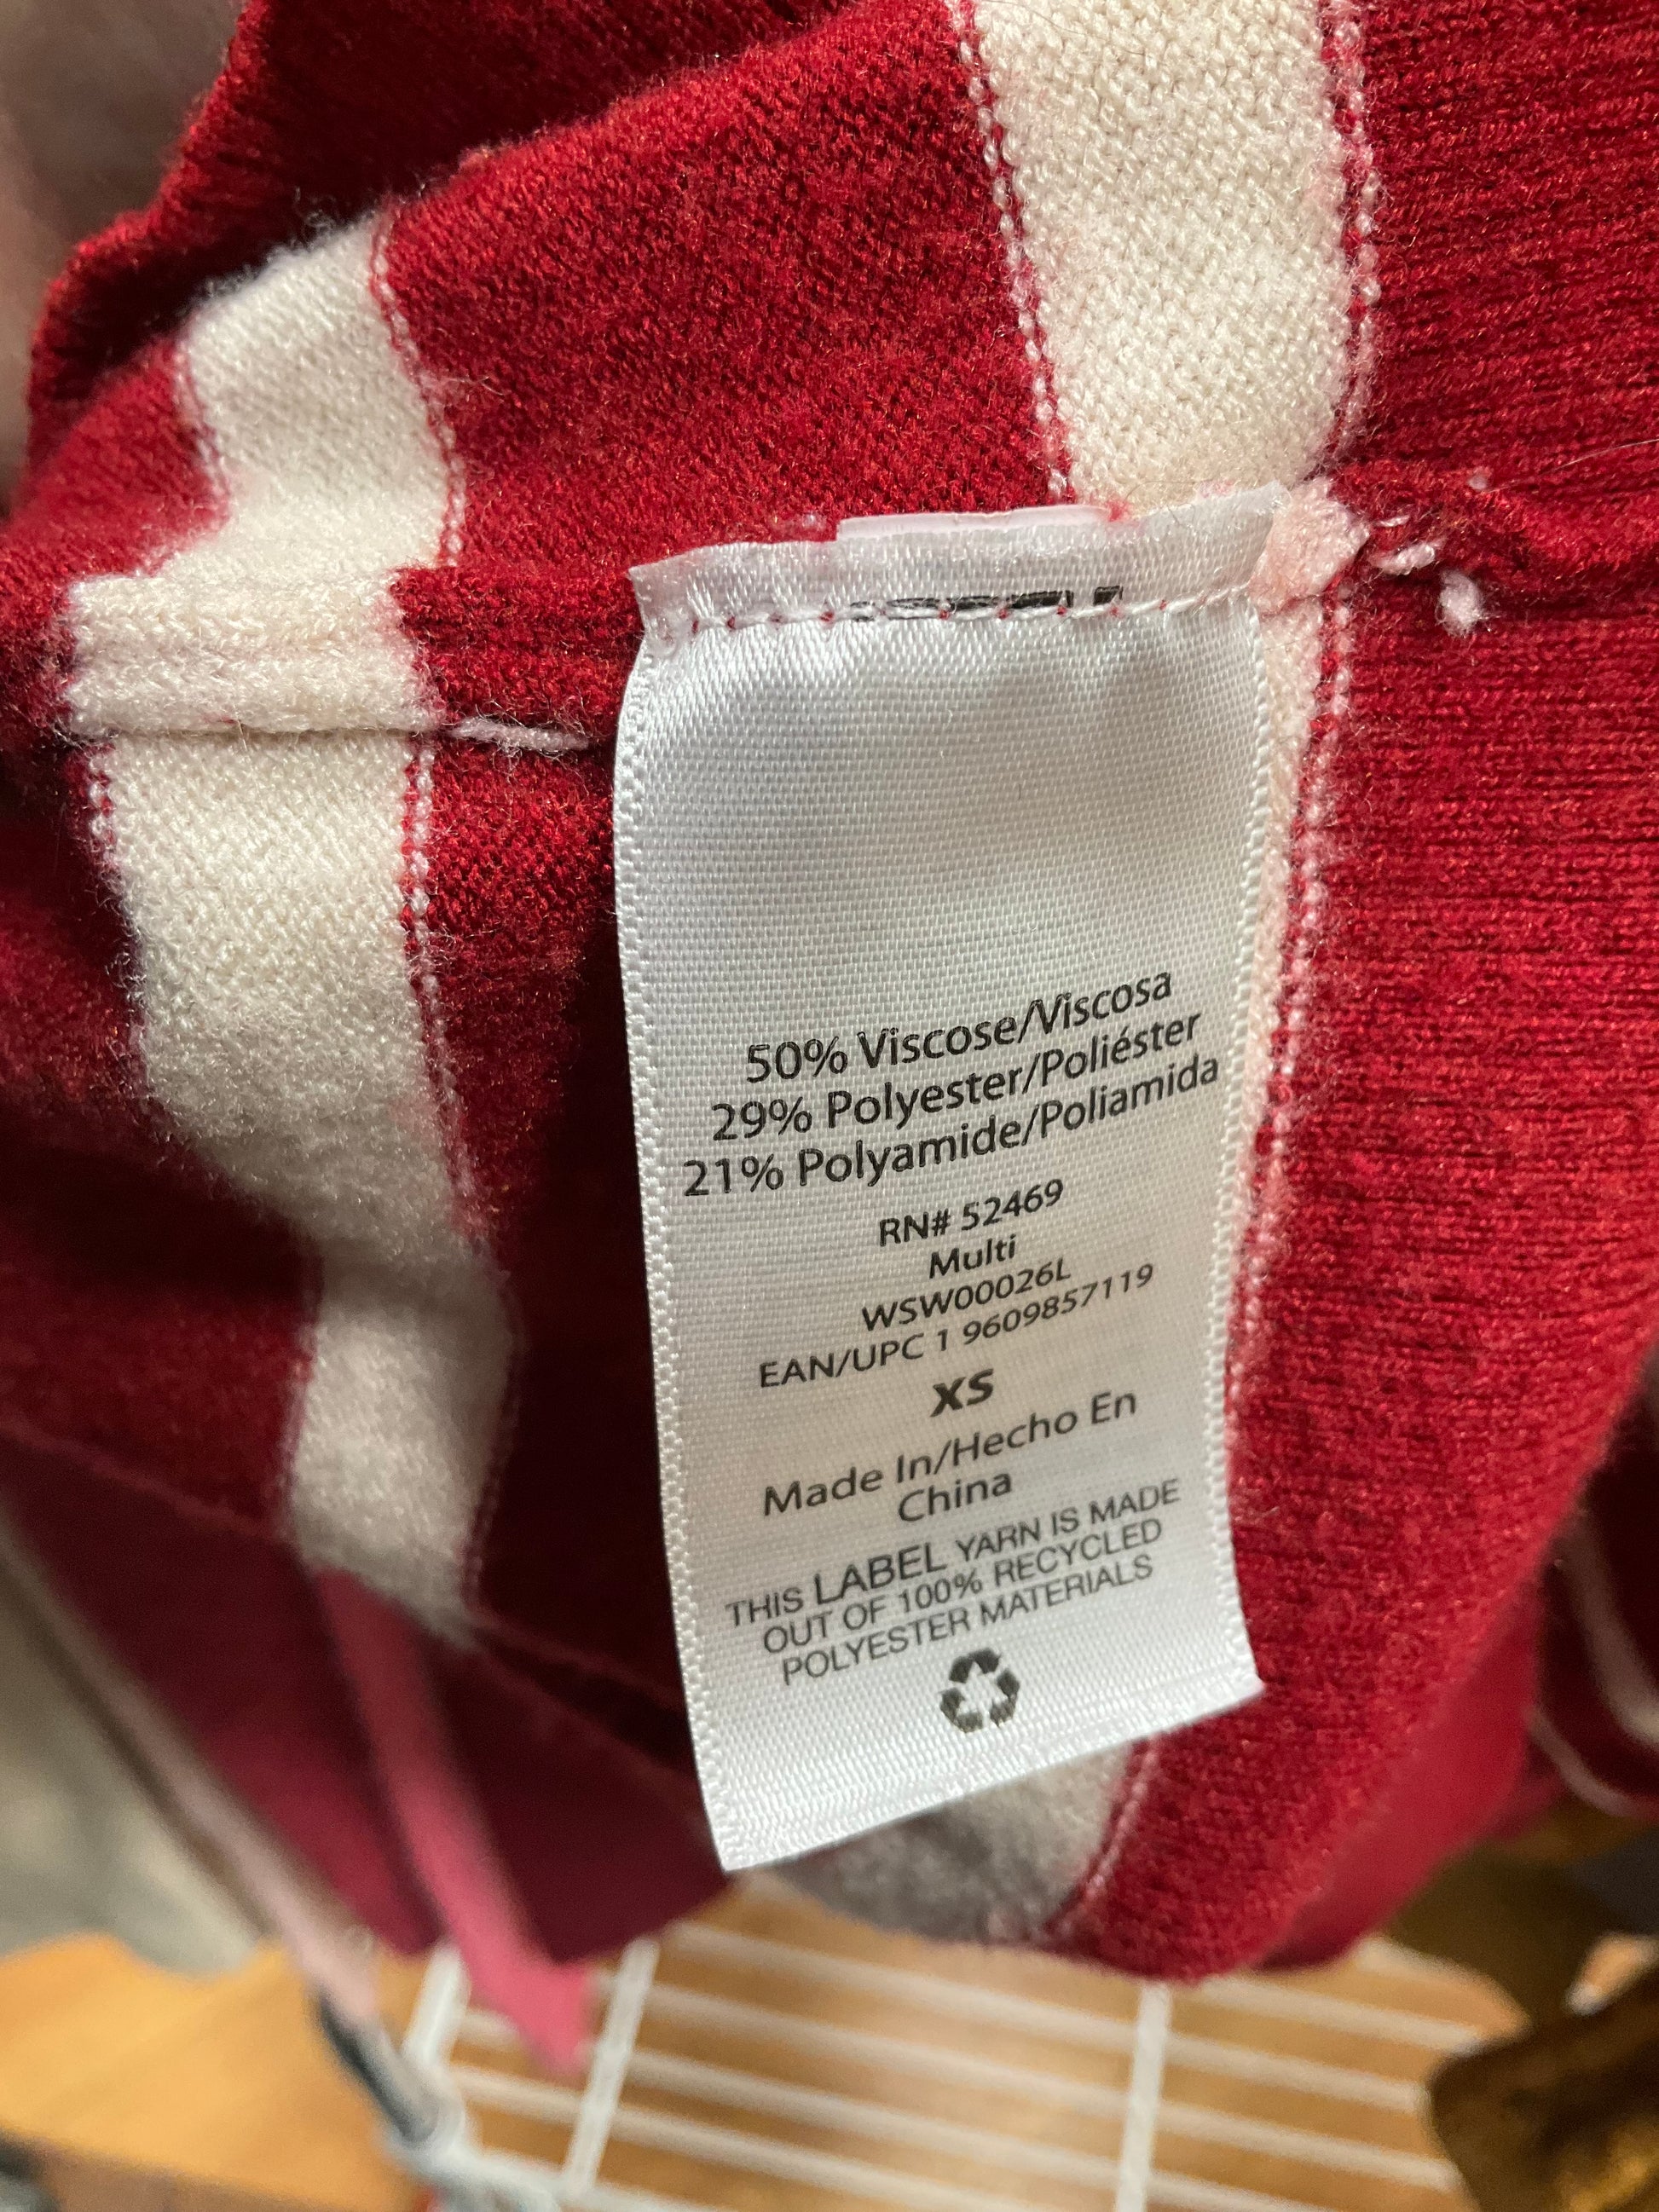 50% Viscose/Viscosa
29% Polyester/Poliéster
21% Polyamide/Poliamida
RN# 52469
Multi
WSW00026L
EAN/UPC 1 9609857119
XS
Made In/Hecho En
China
THIS LABEL YARN IS MADE
OUT OF 100% RECYCLED
POLYESTER MATERIALS